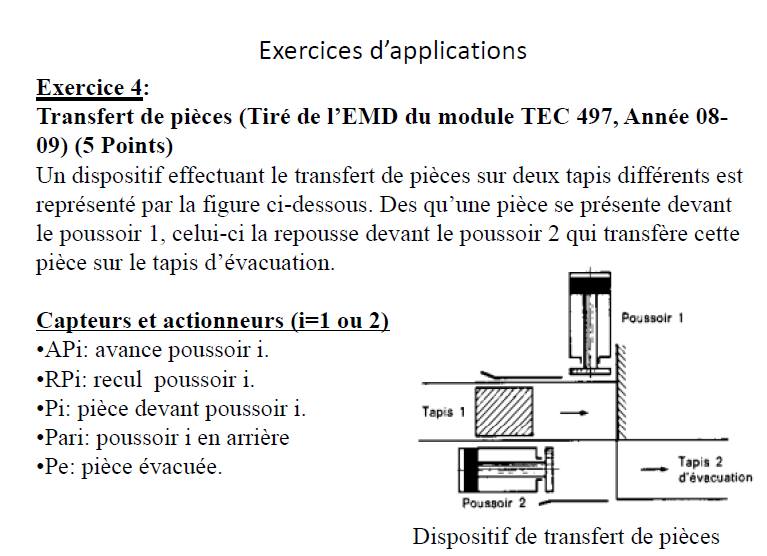 Exercices d'applications
Exercice 4:
Transfert de pièces (Tiré de l'EMD du module TEC 497, Année 08-
09) (5 Points)
Un dispositif effectuant le transfert de pièces sur deux tapis différents est
représenté par la figure ci-dessous. Des qu'une pièce se présente devant
le poussoir 1, celui-ci la repousse devant le poussoir 2 qui transfère cette
pièce sur le tapis d'évacuation.
Capteurs et actionneurs (i=1 ou 2)
•APi: avance poussoir i.
•RPi: recul  poussoir i.
•Pi: pièce devant poussoir i.
•Pari: poussoir i en arrière
•Pe: pièce évacuée.
Poussoir 1
Tapis 1
Tapis 2
d'évacuation
Poussoir 2
Dispositif de transfert de pièces